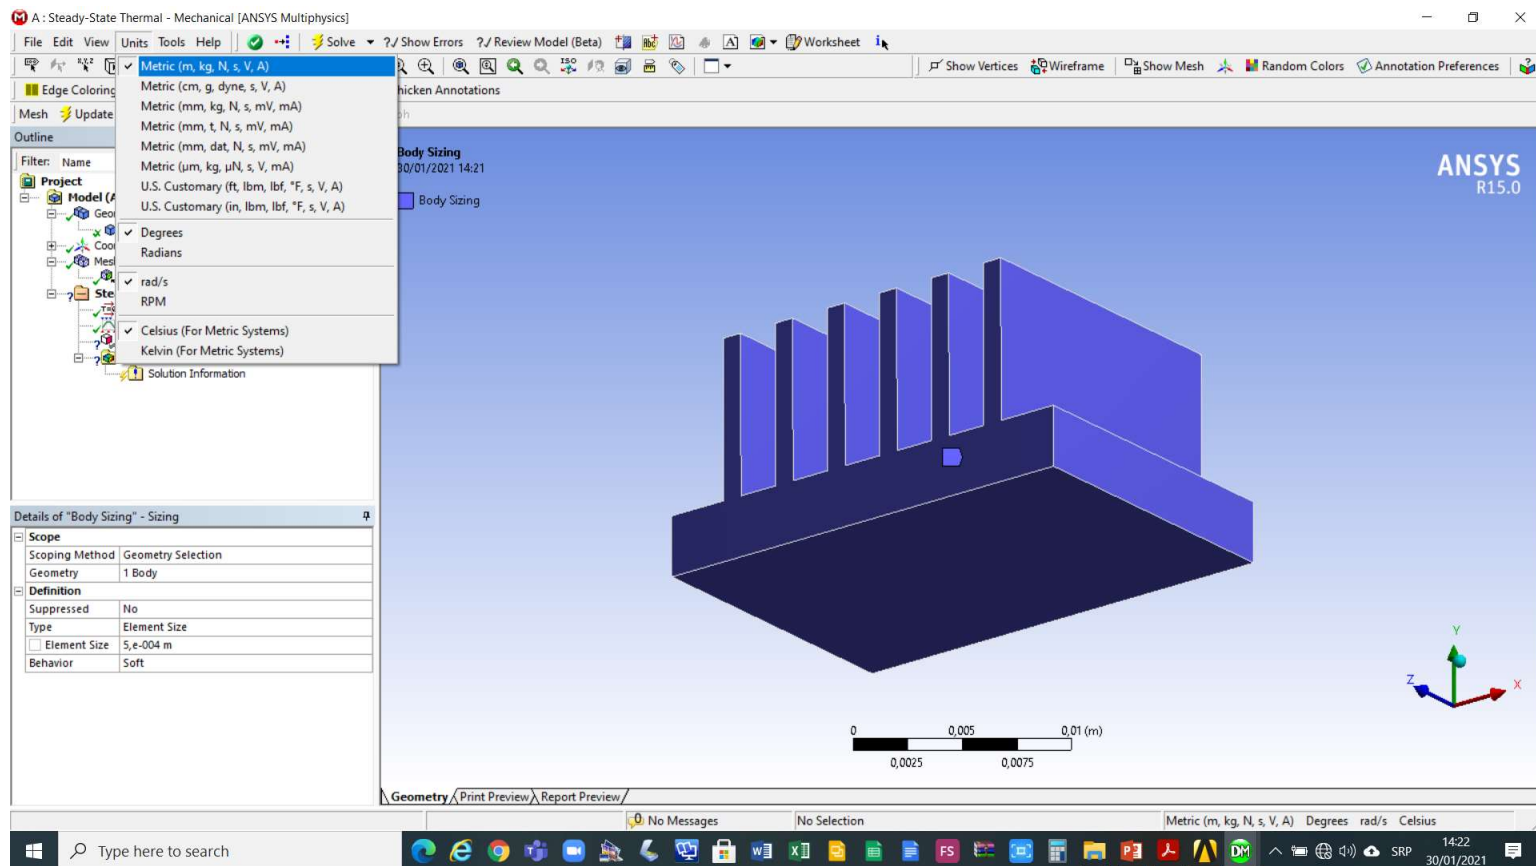 A : Steady-State Thermal - Mechanical [ANSYS Multiphysics]
File Edit View Units Tools Help Solve ?/ Show Errors ?/ Review Model (Beta) A Worksheet i
Show Vertices Wireframe Show Mesh Random Colors Annotation Preferences
Edge Coloring hicken Annotations
Mesh Update
Metric (m, kg, N, s, V, A)
Metric (cm, g, dyne, s, V, A)
Metric (mm, kg, N, s, mV, mA)
Metric (mm, t, N, s, mV, mA)
Metric (mm, dat, N, s, mV, mA)
Metric (µm, kg, µN, s, V, mA)
U.S. Customary (ft, lbm, lbf, °F, s, V, A)
U.S. Customary (in, lbm, lbf, °F, s, V, A)
Degrees
Radians
rad/s
RPM
Celsius (For Metric Systems)
Kelvin (For Metric Systems)
Outline
Filter: Name
Project
Model (A
Geo
Coo
Mes
Ste
Solution Information
Body Sizing
30/01/2021 14:21
Body Sizing
ANSYS
R15.0
Details of "Body Sizing" - Sizing
Scope
Scoping Method Geometry Selection
Geometry 1 Body
Definition
Suppressed No
Type Element Size
Element Size 5,e-004 m
Behavior Soft
Y
Z
X
0 0,005 0,01 (m)
0,0025 0,0075
Geometry Print Preview Report Preview
0 No Messages No Selection Metric (m, kg, N, s, V, A) Degrees rad/s Celsius
Type here to search
FS
DM
SRP
14:22
30/01/2021